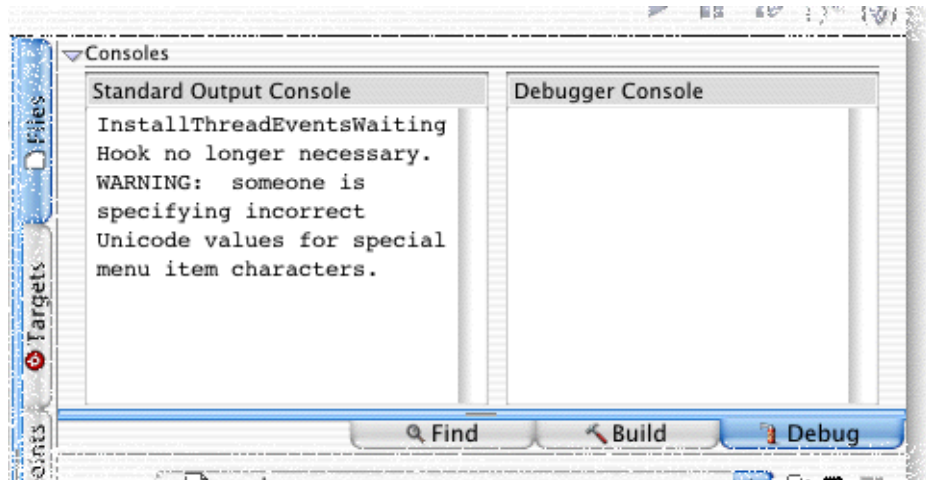 Consoles
Standard Output Console
InstallThreadEventsWaiting
Hook no longer necessary.
WARNING:  someone is
specifying incorrect
Unicode values for special
menu item characters.
Debugger Console
Files
Targets
Find
Build
Debug